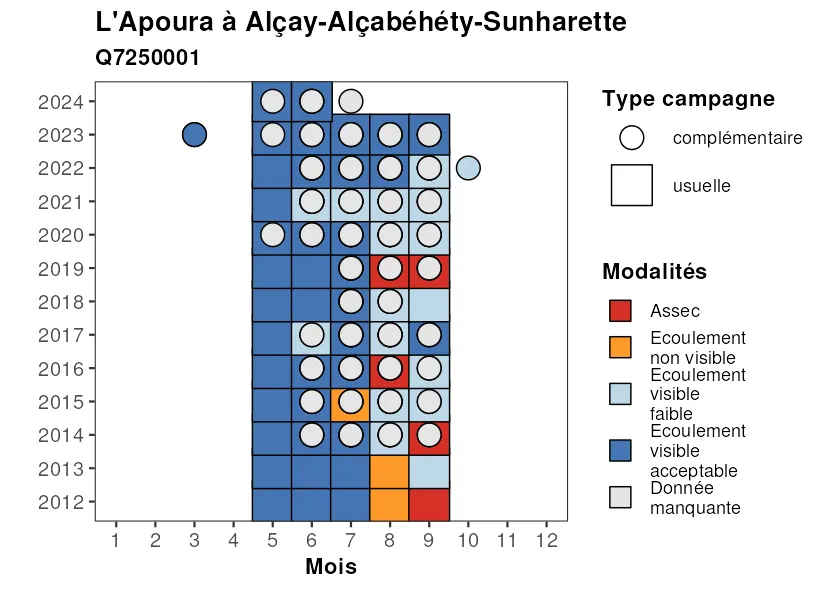 L'Apoura à Alçay-Alçabéhéty-Sunharette
Q7250001
2024
2023
2022
2021
2020
2019
2018
2017
2016
2015
2014
2013
2012
1 2 3 4 5 6 7 8 9 10 11 12
Mois
Type campagne
complémentaire
usuelle
Modalités
Assec
Ecoulement
non visible
Ecoulement
visible
faible
Ecoulement
visible
acceptable
Donnée
manquante